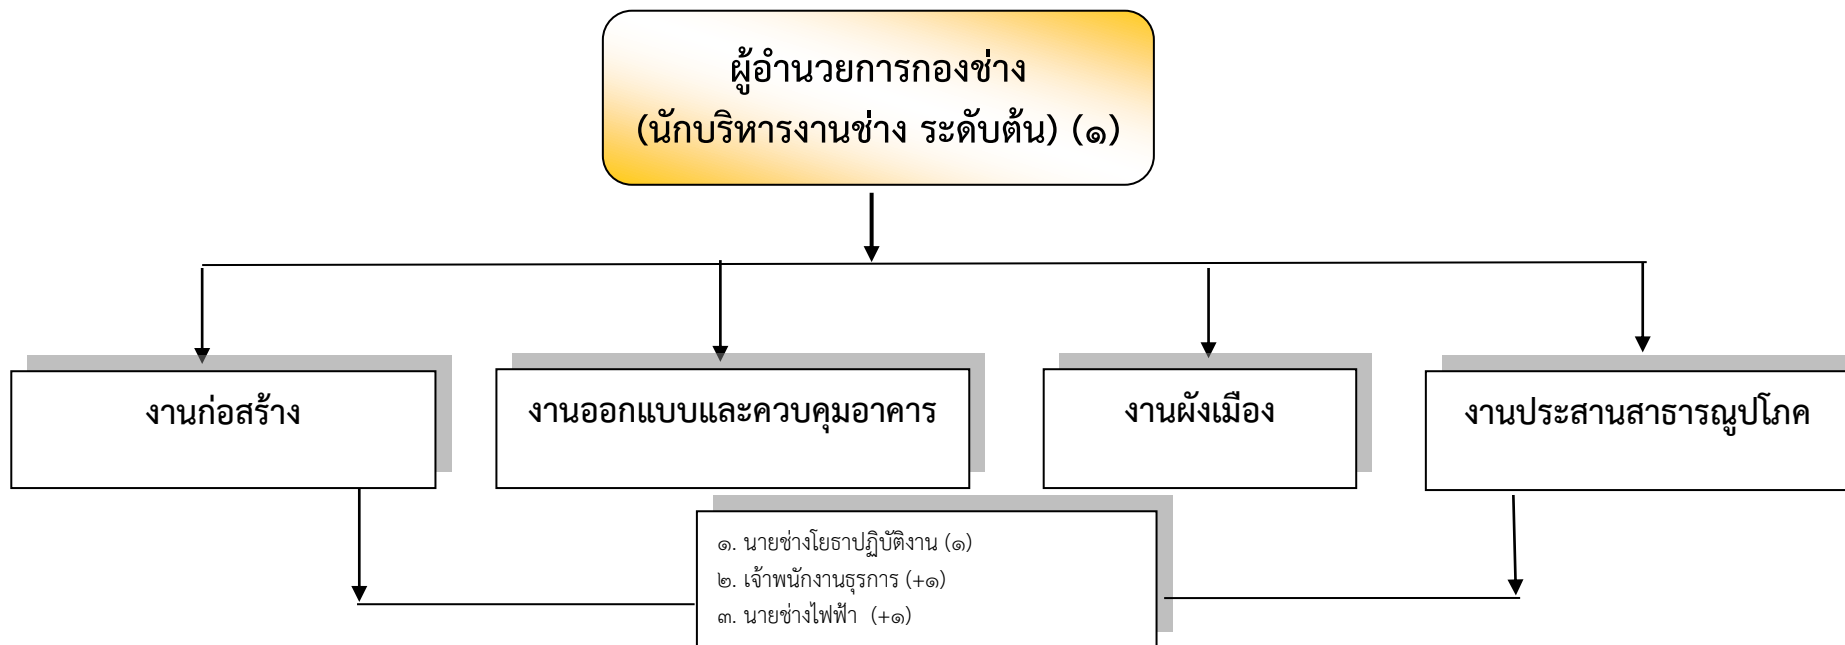 ผู้อำนวยการกองช่าง
(นักบริหารงานช่าง ระดับต้น) (๑)
งานก่อสร้าง
งานออกแบบและควบคุมอาคาร
งานผังเมือง
งานประสานสาธารณูปโภค
๑. นายช่างโยธาปฏิบัติงาน (๑)
๒. เจ้าพนักงานธุรการ (+๑)
๓. นายช่างไฟฟ้า (+๑)